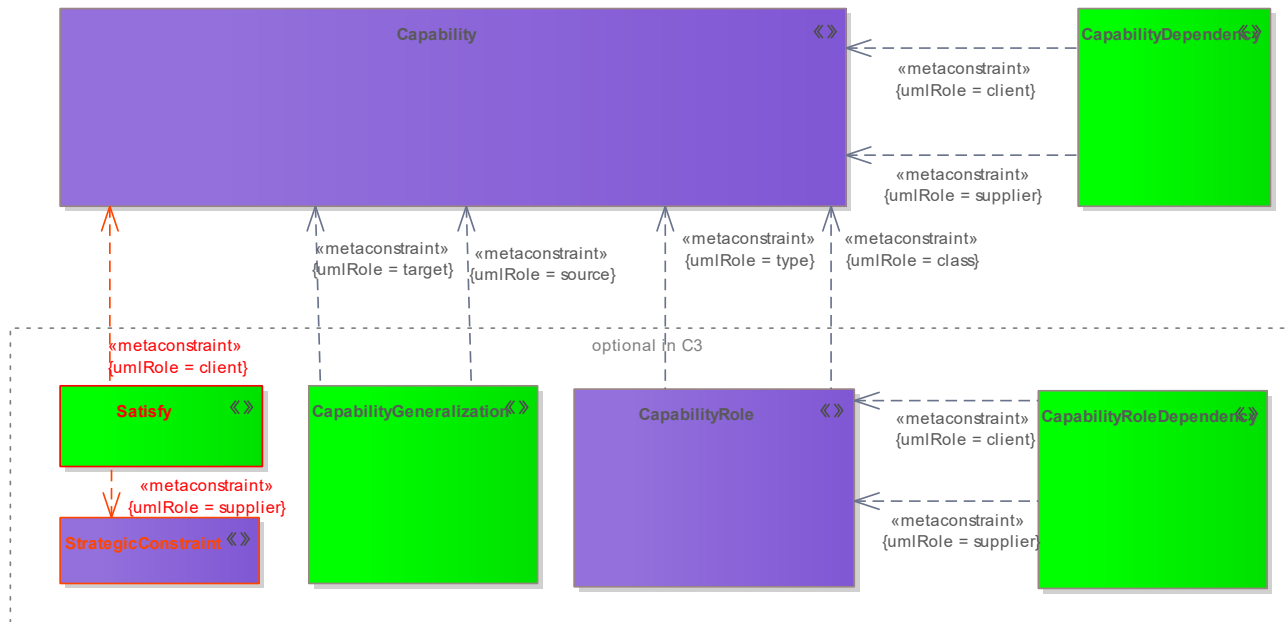 Capability
«»
CapabilityDependency
«»
«metaconstraint»
{umlRole = client}
«metaconstraint»
{umlRole = supplier}
«metaconstraint»
{umlRole = target}
«metaconstraint»
{umlRole = source}
«metaconstraint»
{umlRole = type}
«metaconstraint»
{umlRole = class}
optional in C3
«metaconstraint»
{umlRole = client}
Satisfy
«»
«metaconstraint»
{umlRole = supplier}
StrategicConstraint
«»
CapabilityGeneralization
«»
CapabilityRole
«»
«metaconstraint»
{umlRole = client}
«metaconstraint»
{umlRole = supplier}
CapabilityRoleDependency
«»